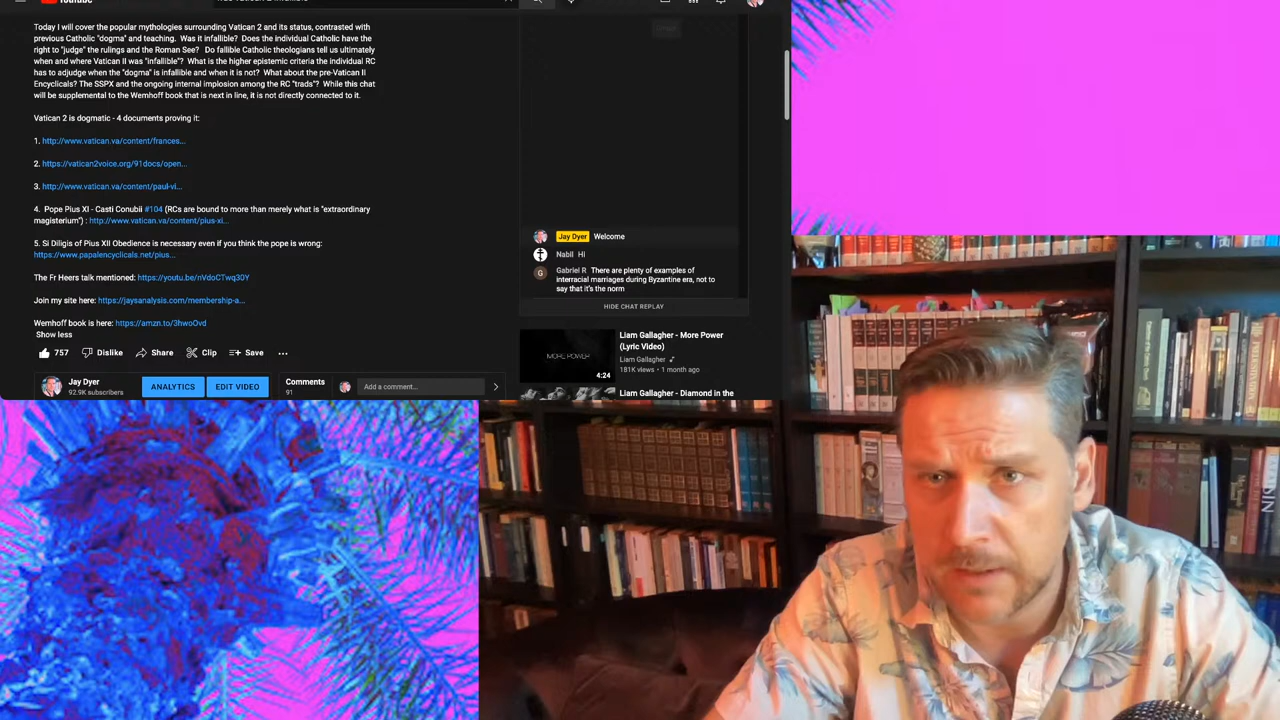 Today I will cover the popular mythologies surrounding Vatican 2 and its status, contrasted with
previous Catholic "dogma" and teaching. Was it infallible? Does the individual Catholic have the
right to "judge" the rulings and the Roman See? Do fallible Catholic theologians tell us ultimately
when and where Vatican II was "infallible"? What is the higher epistemic criteria the individual RC
has to adjudge when the "dogma" is infallible and when it is not? What about the pre-Vatican II
Encyclicals? The SSPX and the ongoing internal implosion among the RC "trads"? While this chat
will be supplemental to the Wemhoff book that is next in line, it is not directly connected to it.
Vatican 2 is dogmatic - 4 documents proving it:
1. http://www.vatican.va/content/frances...
2. https://vatican2voice.org/91docs/open...
3. http://www.vatican.va/content/paul-vi...
4. Pope Pius XI - Casti Conubii #104 (RCs are bound to more than merely what is "extraordinary
magisterium") : http://www.vatican.va/content/pius-xi...
5. Si Diligis of Pius XII Obedience is necessary even if you think the pope is wrong:
https://www.papalencyclicals.net/pius...
The Fr Heers talk mentioned: https://youtu.be/nVdoCTwq30Y
Join my site here: https://jaysanalysis.com/membership-a...
Wemhoff book is here: https://amzn.to/3hwoOvd
Show less
757 Dislike Share Clip Save ...
Jay Dyer
92.9K subscribers
ANALYTICS
EDIT VIDEO
Comments
91
Add a comment...
Jay Dyer Welcome
Nabil Hi
G Gabriel R There are plenty of examples of
interracial marriages during Byzantine era, not to
say that it's the norm
HIDE CHAT REPLAY
MORE POWER
4:24
Liam Gallagher - More Power
(Lyric Video)
Liam Gallagher
181K views • 1 month ago
Liam Gallagher - Diamond in the